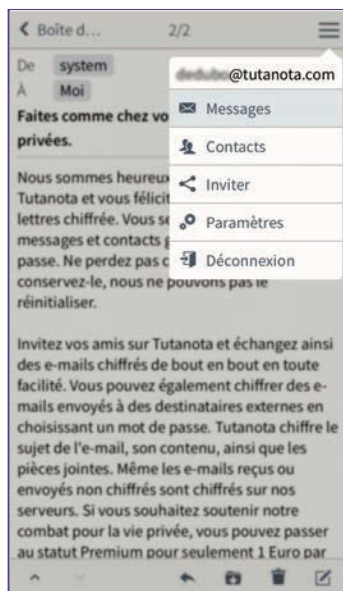 Boîte d... 2/2
De system
À Moi
@tutanota.com
Messages
Contacts
Inviter
Paramètres
Déconnexion
Faites comme chez vo
privées.
Nous sommes heureux
Tutanota et vous félicit
lettres chiffrée. Vous se
messages et contacts g
passe. Ne perdez pas c
conservez-le, nous ne pouvons pas le
réinitialiser.
Invitez vos amis sur Tutanota et échangez ainsi
des e-mails chiffrés de bout en bout en toute
facilité. Vous pouvez également chiffrer des e-
mails envoyés à des destinataires externes en
choisissant un mot de passe. Tutanota chiffre le
sujet de l'e-mail, son contenu, ainsi que les
pièces jointes. Même les e-mails reçus ou
envoyés non chiffrés sont chiffrés sur nos
serveurs. Si vous souhaitez soutenir notre
combat pour la vie privée, vous pouvez passer
au statut Premium pour seulement 1 Euro par